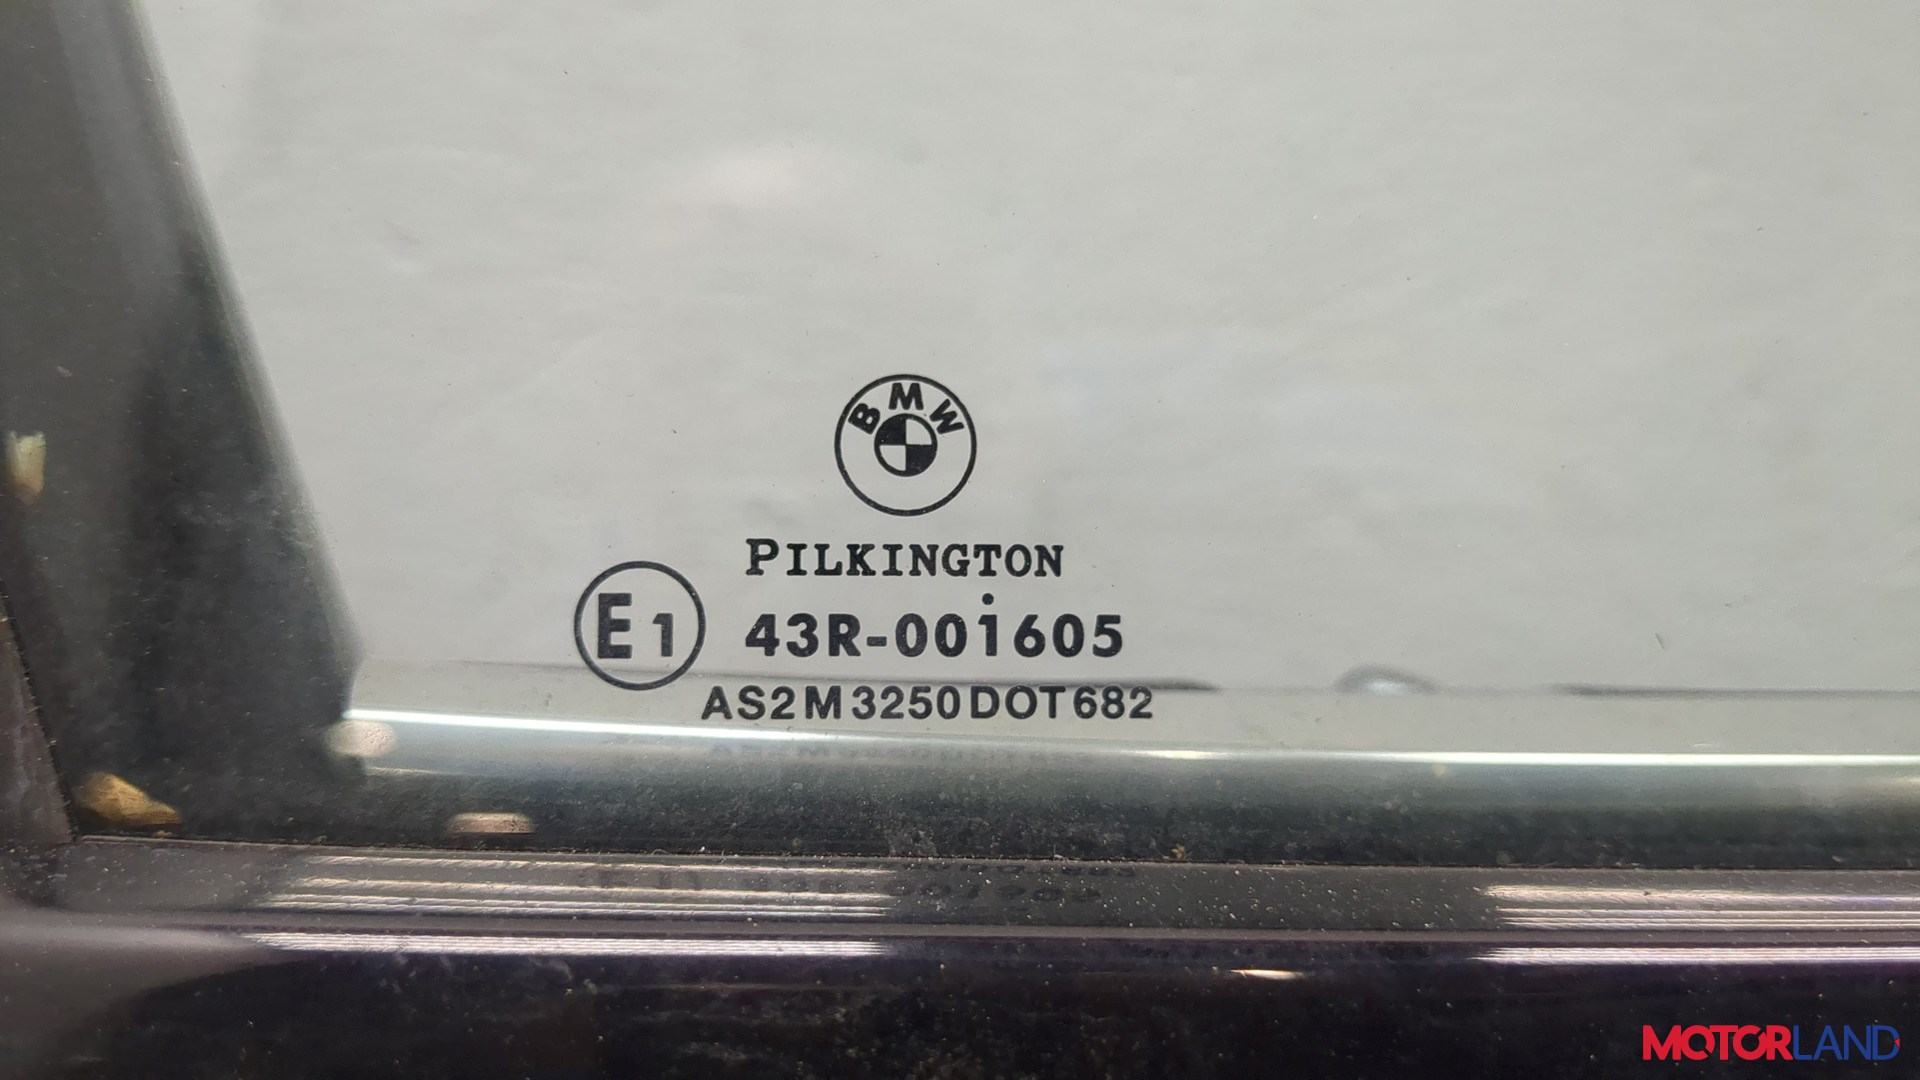 BMW
PILKINGTON
E1 43R-001605
AS2M3250DOT682
MOTORLAND